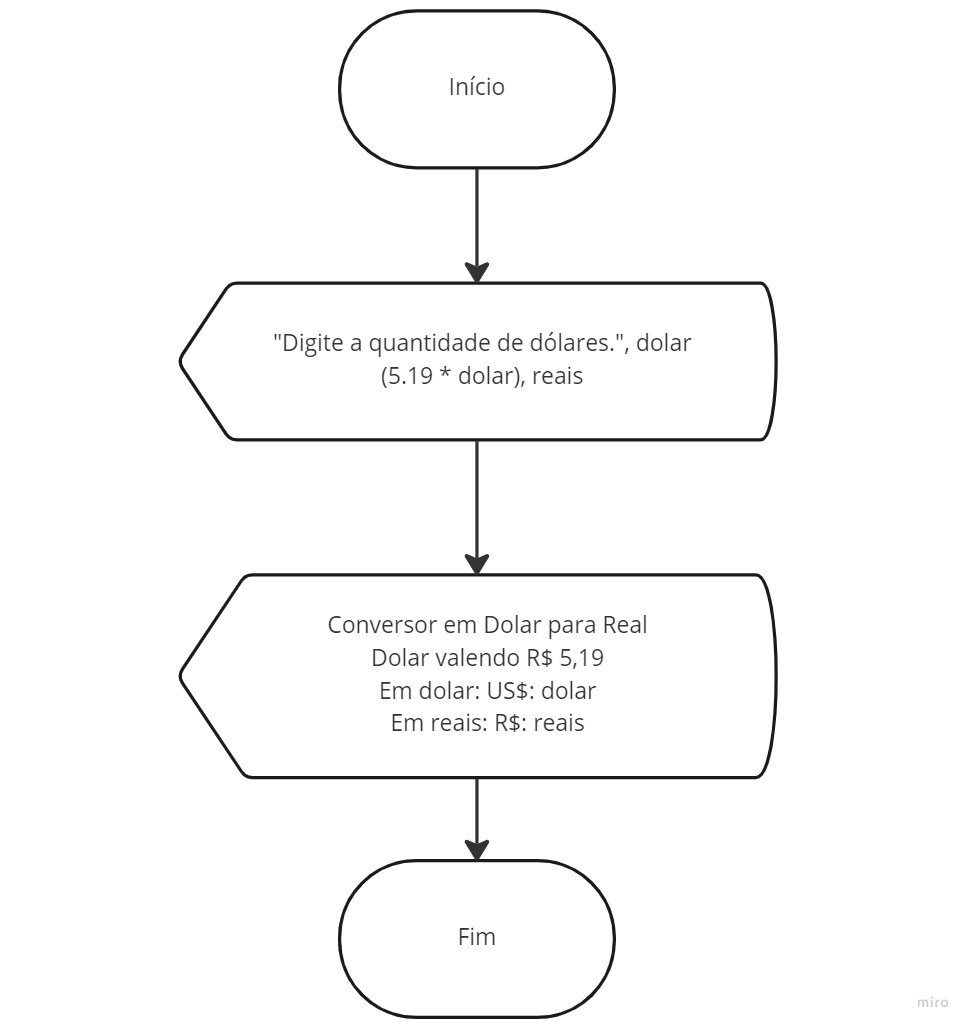 Início
"Digite a quantidade de dólares.", dolar
(5.19 * dolar), reais
Conversor em Dolar para Real
Dolar valendo R$ 5,19
Em dolar: US$: dolar
Em reais: R$: reais
Fim
miro